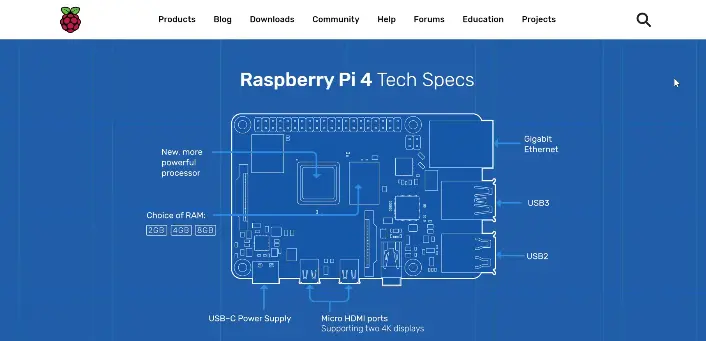 Products Blog Downloads Community Help Forums Education Projects
Raspberry Pi 4 Tech Specs
New, more
powerful
processor
Gigabit
Ethernet
Choice of RAM:
2GB 4GB 8GB
USB3
USB2
USB-C Power Supply
Micro HDMI ports
Supporting two 4K displays